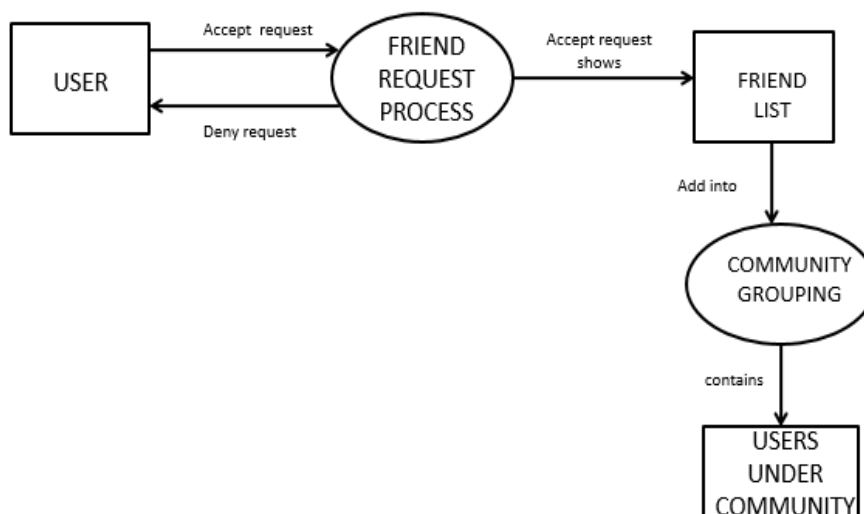 Accept request
FRIEND
REQUEST
PROCESS
Accept request
shows
USER
FRIEND
LIST
Deny request
Add into
COMMUNITY
GROUPING
contains
USERS
UNDER
COMMUNITY